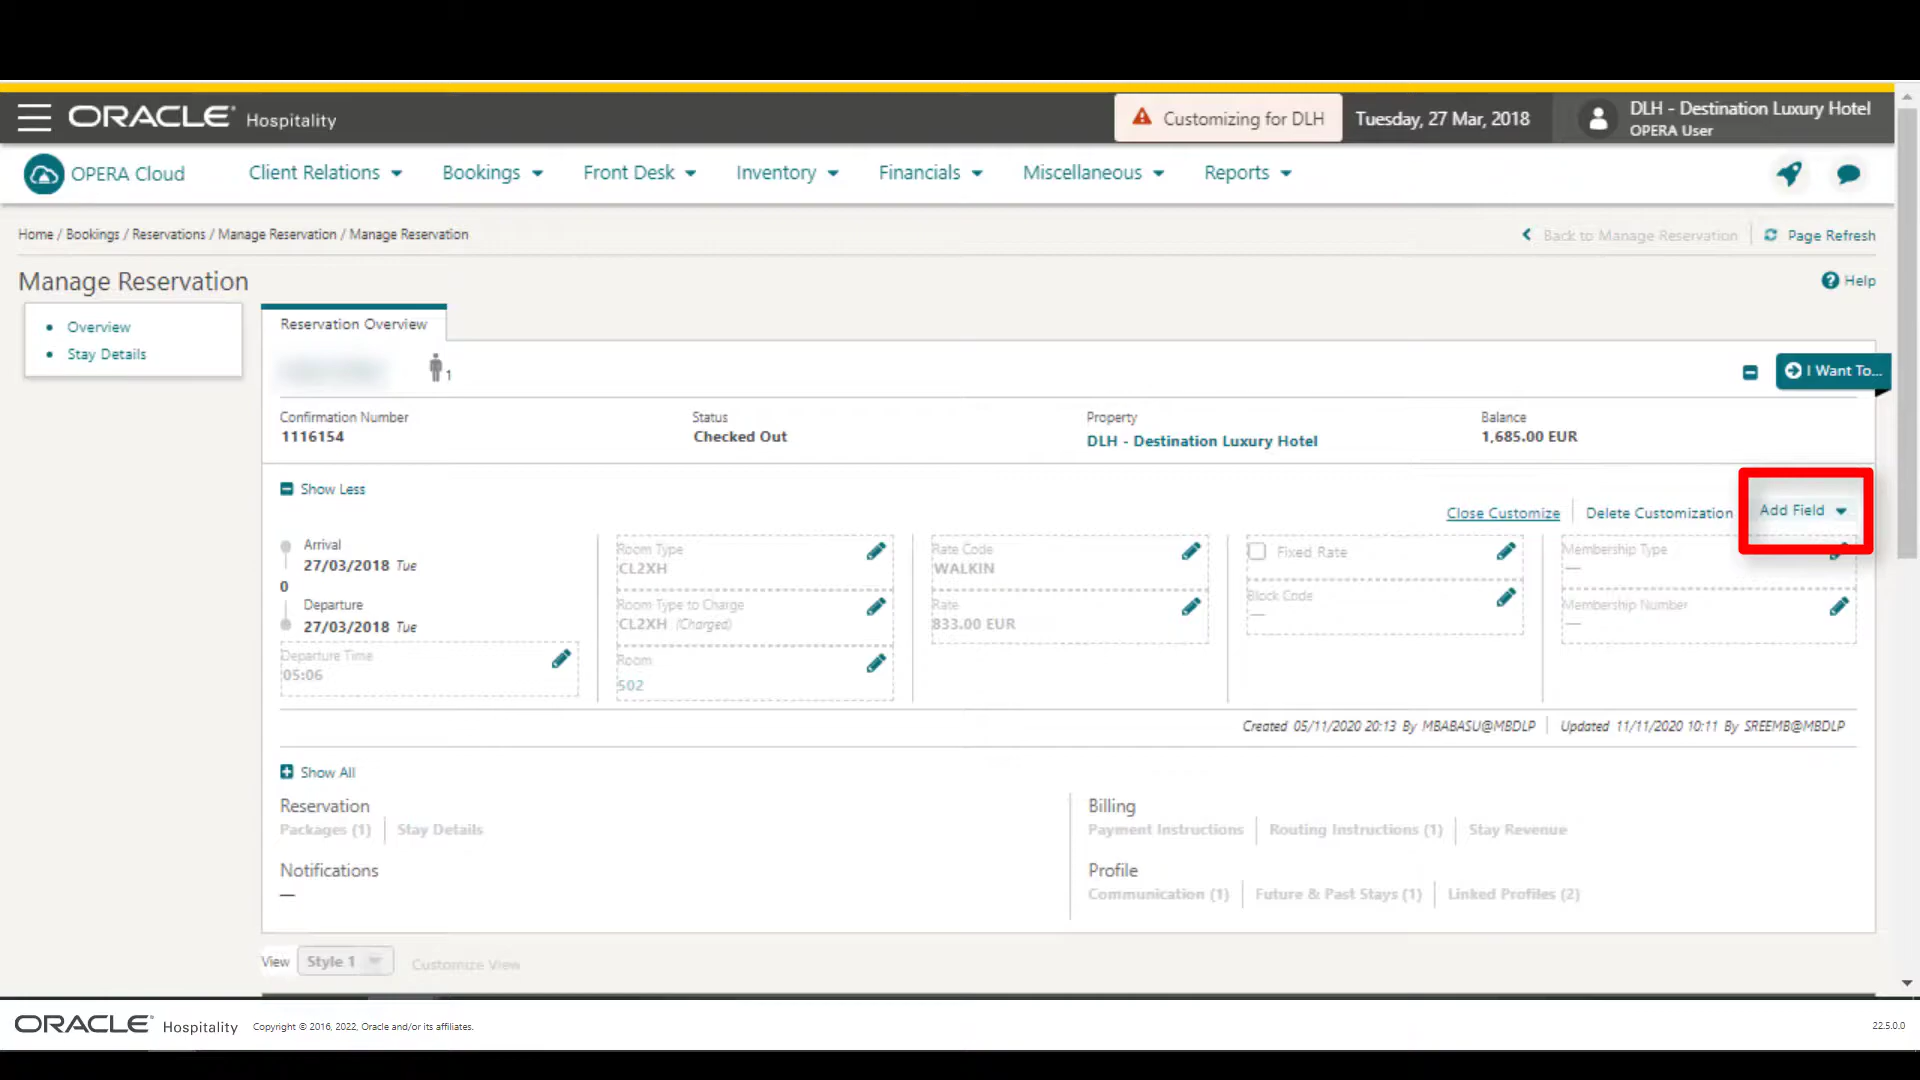 ORACLE Hospitality
Customizing for DLH
Tuesday, 27 Mar, 2018
DLH - Destination Luxury Hotel
OPERA User
OPERA Cloud
Client Relations
Bookings
Front Desk
Inventory
Financials
Miscellaneous
Reports
Home / Bookings / Reservations / Manage Reservation / Manage Reservation
Back to Manage Reservation
Page Refresh
Manage Reservation
Help
Overview
Stay Details
Reservation Overview
1
I Want To...
Confirmation Number
1116154
Status
Checked Out
Property
DLH - Destination Luxury Hotel
Balance
1,685.00 EUR
Show Less
Close Customize
Delete Customization
Add Field
Arrival
27/03/2018 Tue
0
Departure
27/03/2018 Tue
Departure Time
05:06
Room Type
CL2XH
Room Type to Charge
CL2XH (Charged)
Room
502
Rate Code
WALKIN
Rate
833.00 EUR
Fixed Rate
Block Code
—
Membership Type
—
Membership Number
—
Created 05/11/2020 20:13 By MBABASU@MBDLP
Updated 11/11/2020 10:11 By SREEMB@MBDLP
Show All
Reservation
Packages (1)
Stay Details
Notifications
—
Billing
Payment Instructions
Routing Instructions (1)
Stay Revenue
Profile
Communication (1)
Future & Past Stays (1)
Linked Profiles (2)
View
Style 1
Customize View
ORACLE Hospitality
Copyright © 2016, 2022, Oracle and/or its affiliates.
22.5.0.0